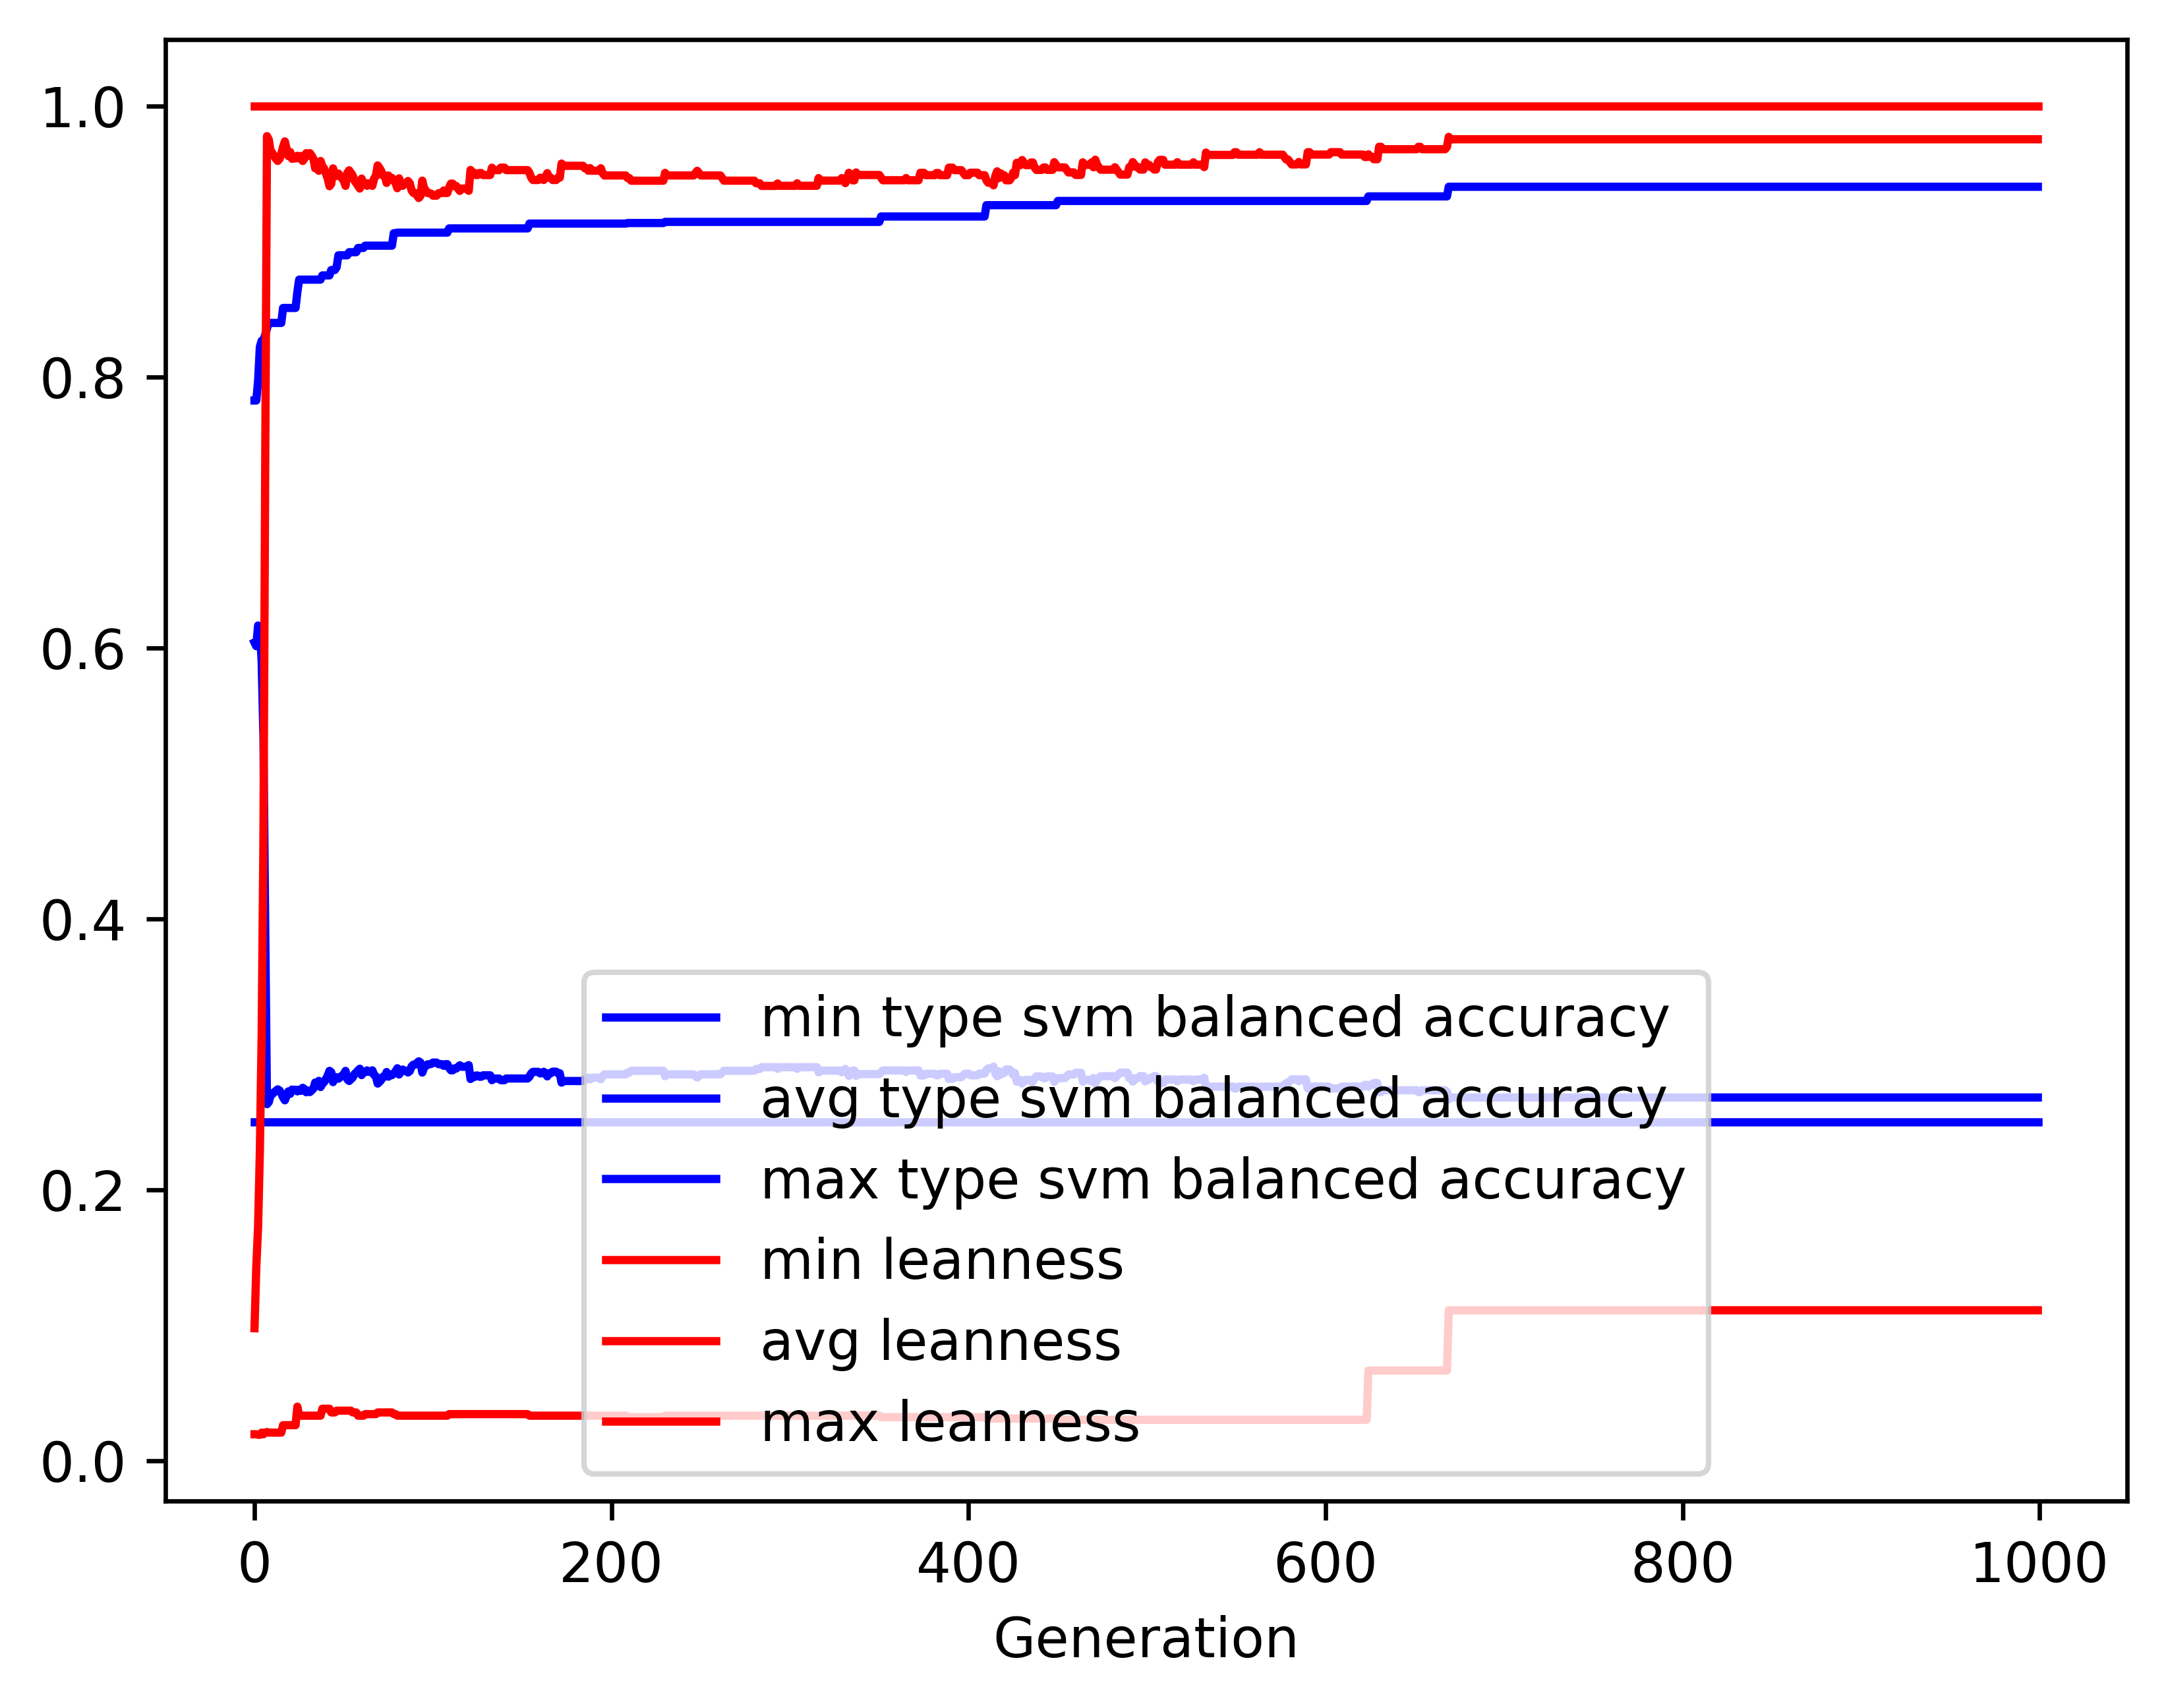 1.0
0.8
0.6
0.4
0.2
0.0
min type svm balanced accuracy
avg type svm balanced accuracy
max type svm balanced accuracy
min leanness
avg leanness
max leanness
0 200 400 600 800 1000
Generation